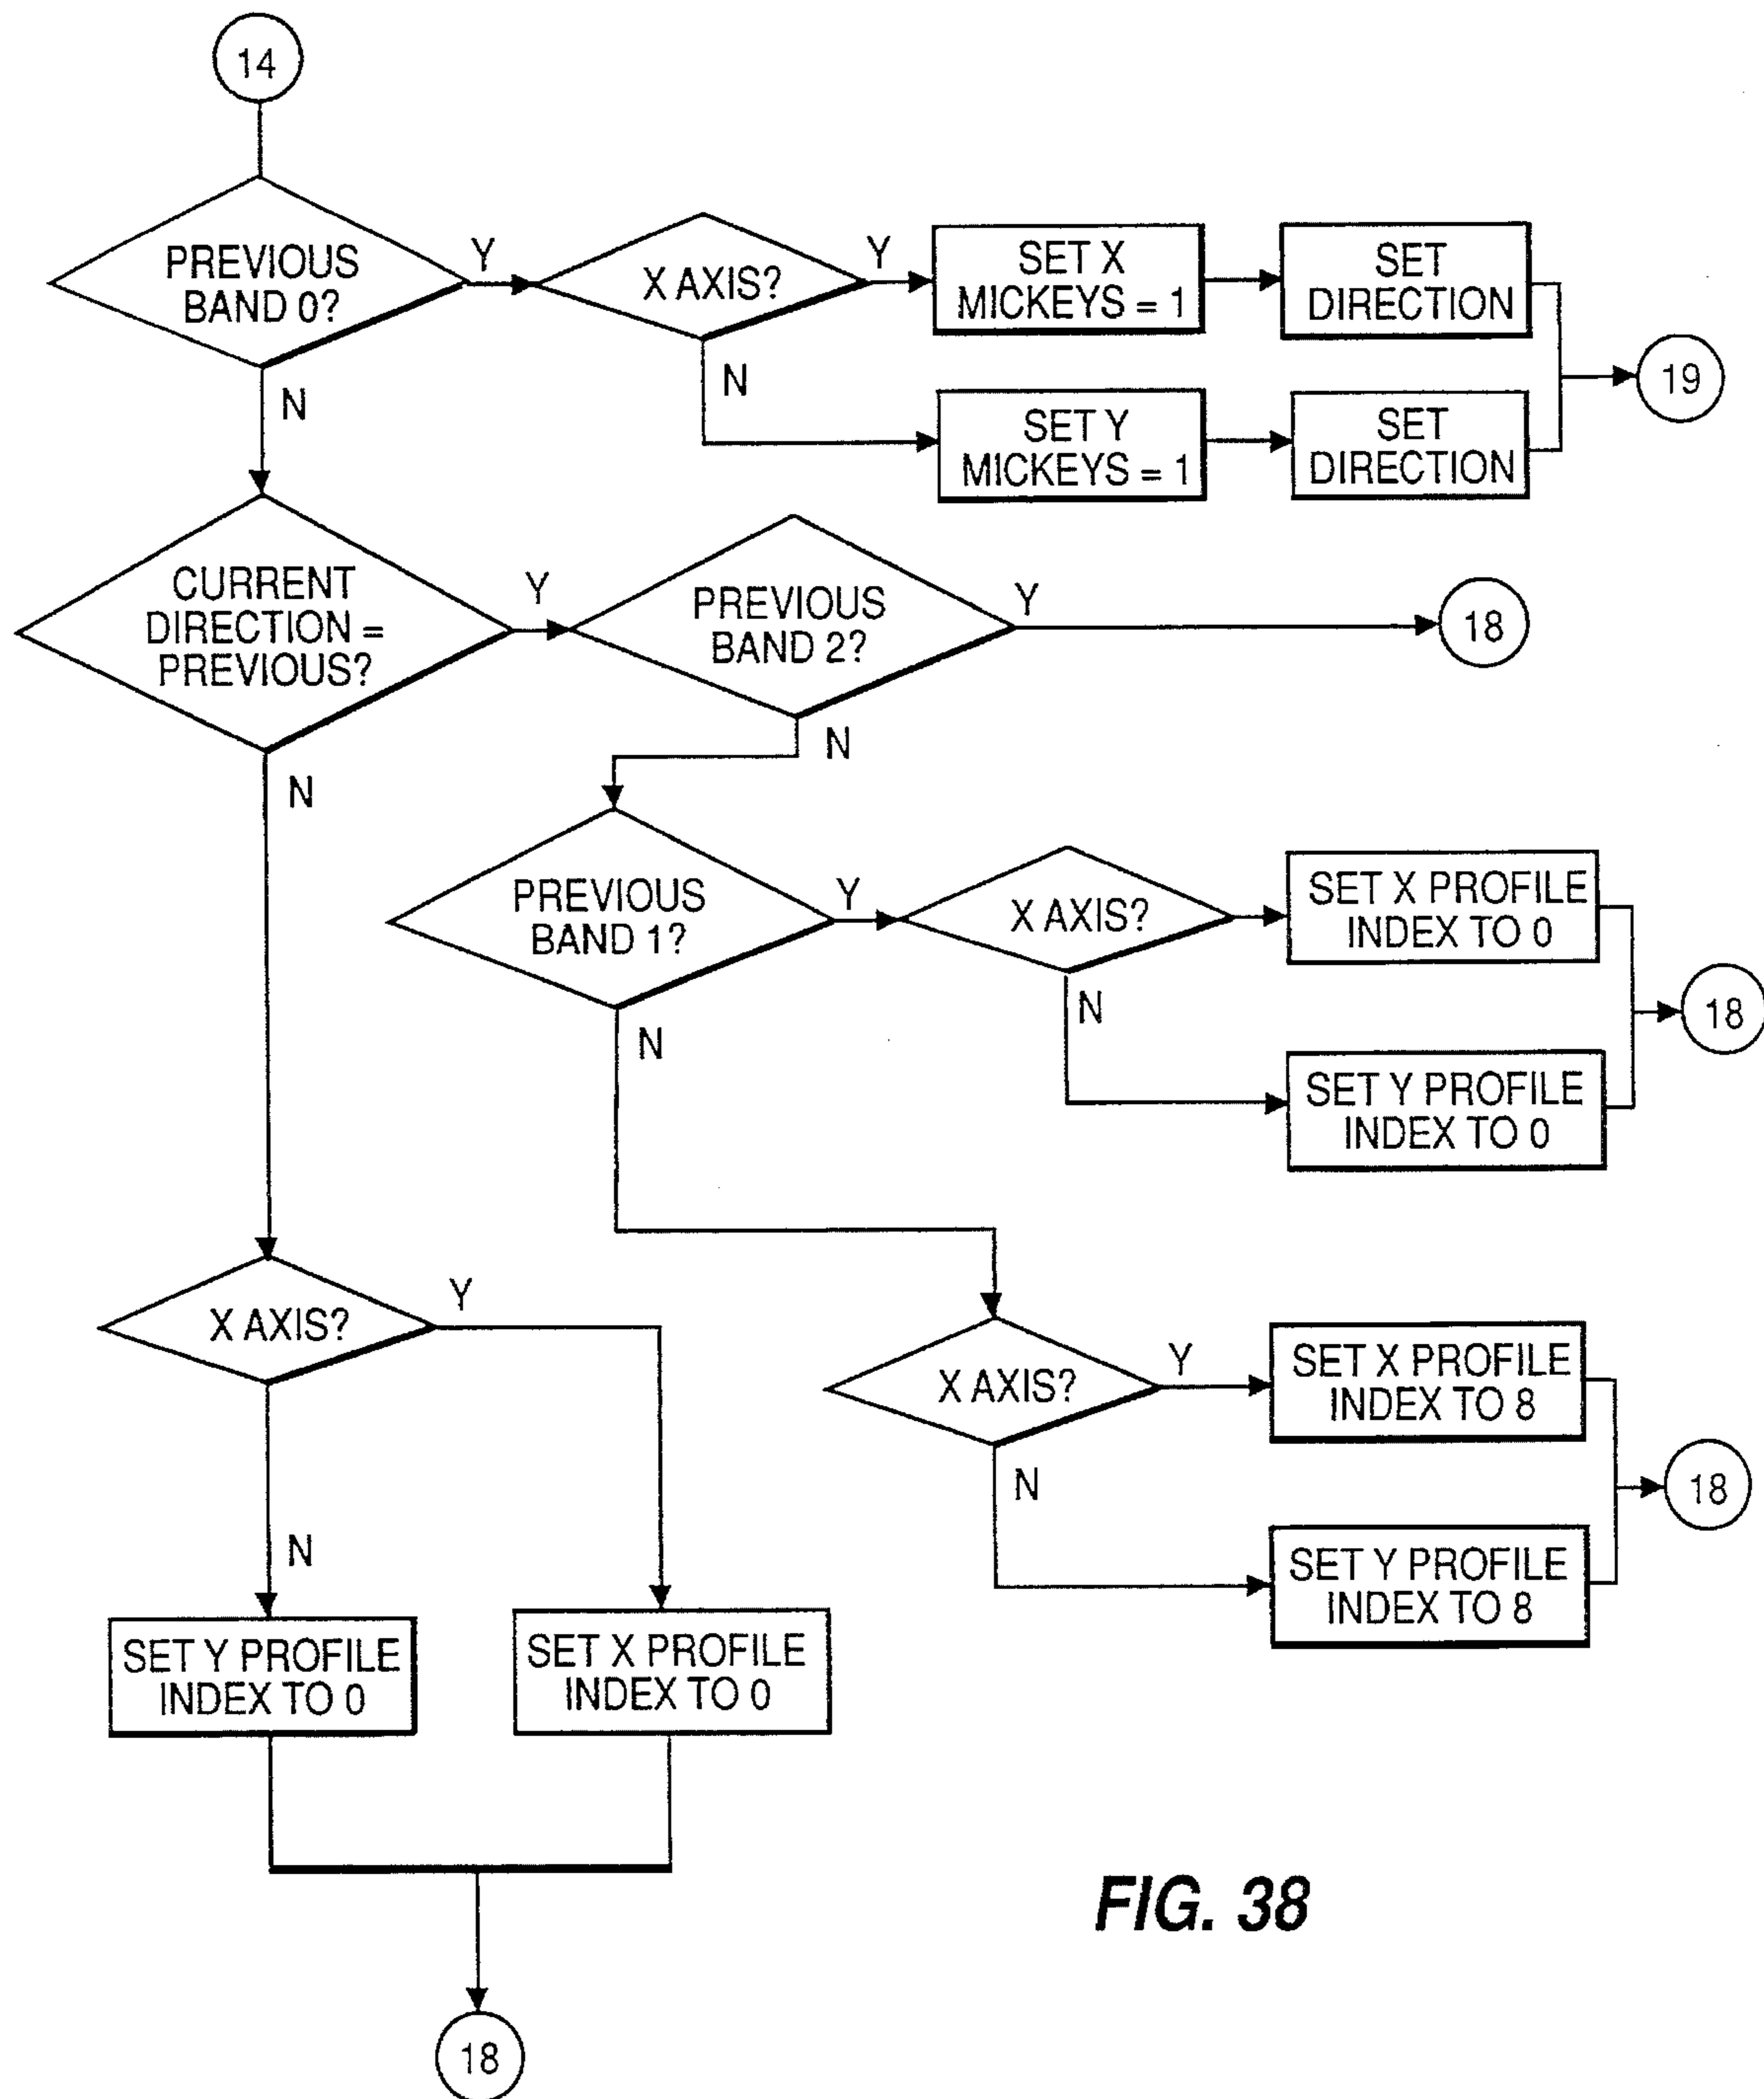 14
PREVIOUS
BAND 0?
Y
X AXIS?
Y
SET X
MICKEYS = 1
SET
DIRECTION
N
N
SET Y
MICKEYS = 1
SET
DIRECTION
19
CURRENT
DIRECTION =
PREVIOUS?
Y
PREVIOUS
BAND 2?
Y
18
N
N
PREVIOUS
BAND 1?
Y
X AXIS?
SET X PROFILE
INDEX TO 0
N
N
SET Y PROFILE
INDEX TO 0
18
X AXIS?
Y
X AXIS?
Y
SET X PROFILE
INDEX TO 8
N
N
SET Y PROFILE
INDEX TO 8
18
SET Y PROFILE
INDEX TO 0
SET X PROFILE
INDEX TO 0
18
FIG. 38